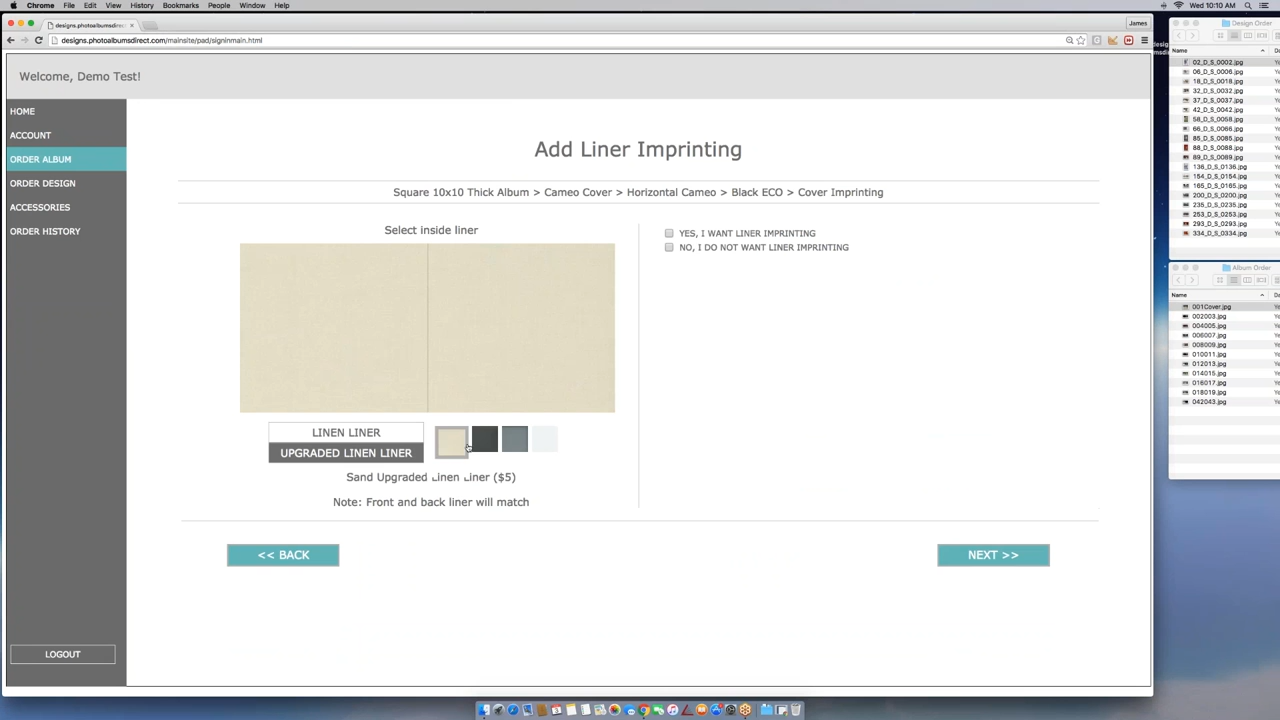 Chrome File Edit View History Bookmarks People Window Help
Wed 10:10 AM
designs.photoalbumsdirect
James
designs.photoalbumsdirect.com/mainsite/pad/signinmain.html
Welcome, Demo Test!
HOME
ACCOUNT
ORDER ALBUM
ORDER DESIGN
ACCESSORIES
ORDER HISTORY
LOGOUT
Add Liner Imprinting
Square 10x10 Thick Album > Cameo Cover > Horizontal Cameo > Black ECO > Cover Imprinting
Select inside liner
YES, I WANT LINER IMPRINTING
NO, I DO NOT WANT LINER IMPRINTING
LINEN LINER
UPGRADED LINEN LINER
Sand Upgraded Linen Liner ($5)
Note: Front and back liner will match
<< BACK
NEXT >>
Design Order
Name
02_D_S_0002.jpg
06_D_S_0006.jpg
18_D_S_0018.jpg
32_D_S_0032.jpg
37_D_S_0037.jpg
42_D_S_0042.jpg
58_D_S_0058.jpg
66_D_S_0066.jpg
85_D_S_0085.jpg
88_D_S_0088.jpg
89_D_S_0089.jpg
136_D_S_0136.jpg
154_D_S_0154.jpg
165_D_S_0165.jpg
200_D_S_0200.jpg
235_D_S_0235.jpg
253_D_S_0253.jpg
293_D_S_0293.jpg
334_D_S_0334.jpg
Album Order
Name
001Cover.jpg
002003.jpg
004005.jpg
006007.jpg
008009.jpg
010011.jpg
012013.jpg
014015.jpg
016017.jpg
018019.jpg
042043.jpg